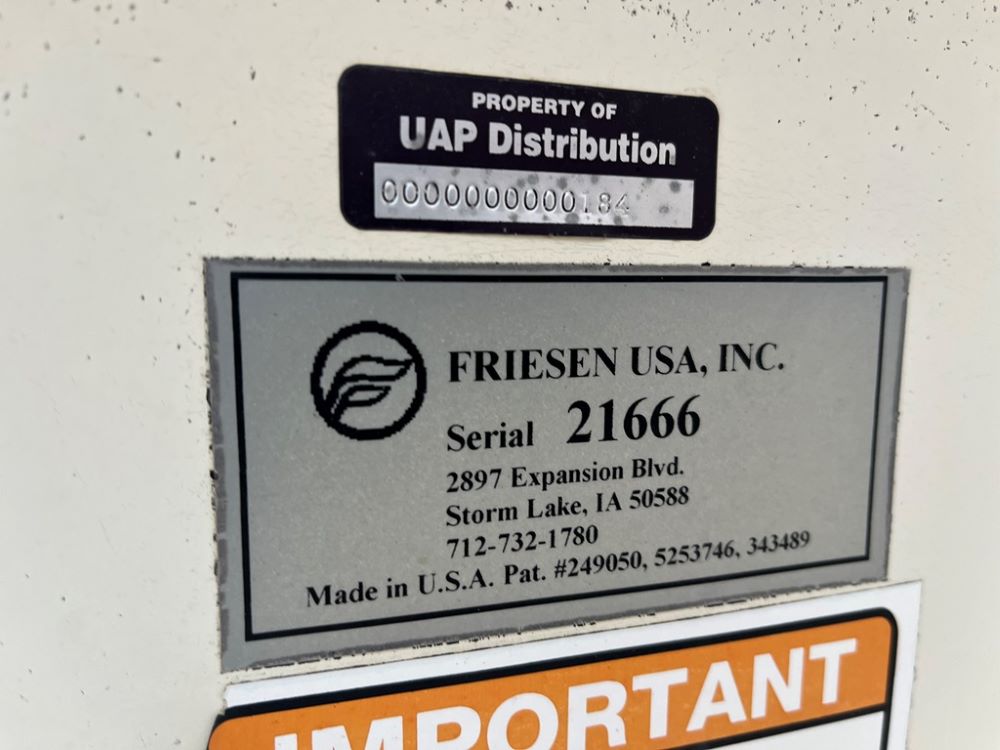 PROPERTY OF
UAP Distribution
0000000000184
FRIESEN USA, INC.
Serial 21666
2897 Expansion Blvd.
Storm Lake, IA 50588
712-732-1780
Made in U.S.A. Pat. #249050, 5253746, 343489
IMPORTANT